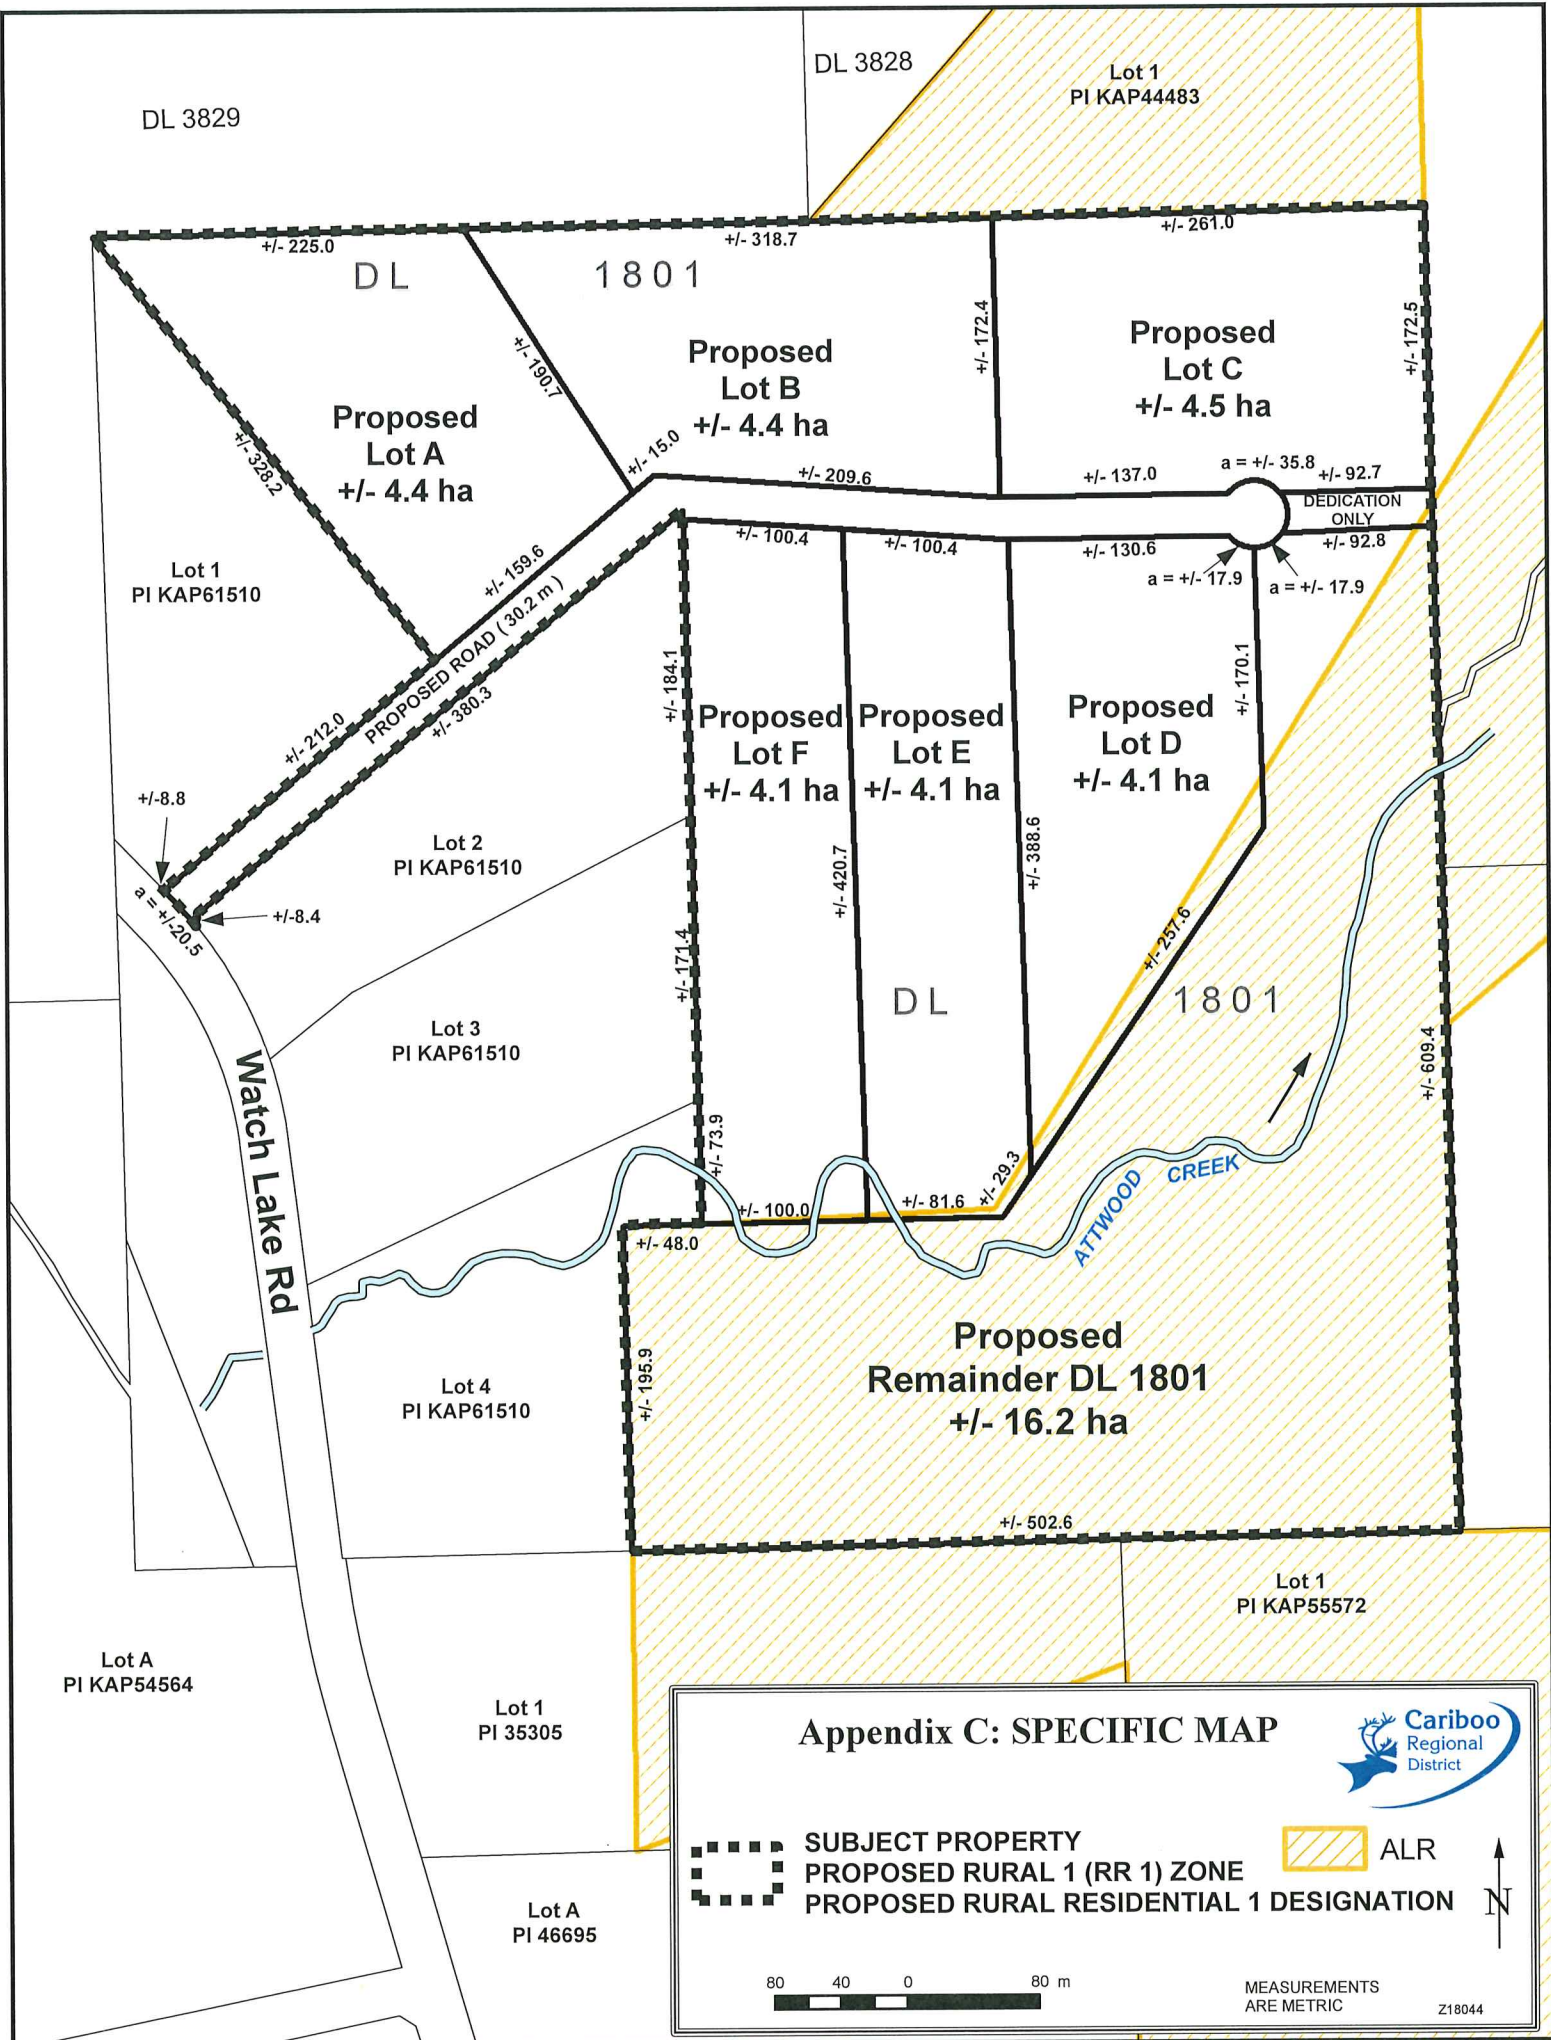 DL 3829
DL 3828
Lot 1
PI KAP44483
+/- 225.0
+/- 318.7
+/- 261.0
DL 1801
+/- 190.7
+/- 172.4
+/- 172.5
Proposed
Lot A
+/- 4.4 ha
Proposed
Lot B
+/- 4.4 ha
Proposed
Lot C
+/- 4.5 ha
+/- 328.2
+/- 15.0
+/- 209.6
+/- 137.0
a = +/- 35.8
+/- 92.7
DEDICATION
ONLY
+/- 92.8
+/- 100.4
+/- 100.4
+/- 130.6
a = +/- 17.9
a = +/- 17.9
Lot 1
PI KAP61510
+/- 159.6
PROPOSED ROAD ( 30.2 m )
+/- 380.3
+/- 212.0
+/- 184.1
+/- 170.1
Proposed
Lot F
+/- 4.1 ha
Proposed
Lot E
+/- 4.1 ha
Proposed
Lot D
+/- 4.1 ha
+/-8.8
a = +/-20.5
+/-8.4
Lot 2
PI KAP61510
+/- 420.7
+/- 388.6
+/- 257.6
+/- 171.4
DL 1801
Lot 3
PI KAP61510
+/- 609.4
Watch Lake Rd
+/- 73.9
+/- 29.3
+/- 100.0
+/- 81.6
+/- 48.0
ATTWOOD CREEK
+/- 195.9
Proposed
Remainder DL 1801
+/- 16.2 ha
Lot 4
PI KAP61510
+/- 502.6
Lot 1
PI KAP55572
Lot A
PI KAP54564
Lot 1
PI 35305
Lot A
PI 46695
Appendix C: SPECIFIC MAP
Cariboo
Regional
District
SUBJECT PROPERTY
PROPOSED RURAL 1 (RR 1) ZONE
PROPOSED RURAL RESIDENTIAL 1 DESIGNATION
ALR
N
80 40 0 80 m
MEASUREMENTS
ARE METRIC
Z18044